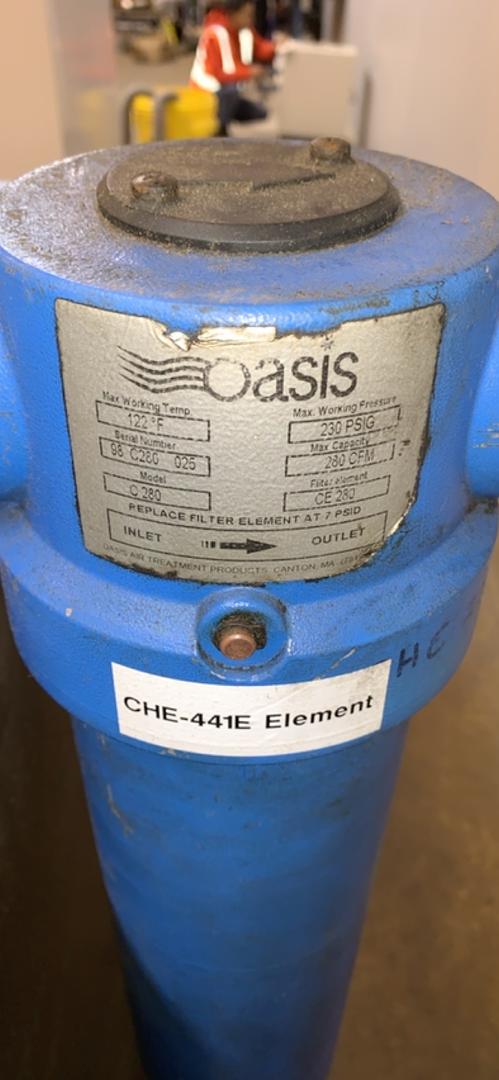 Oasis
Max Working Temp.
122 °F
Max. Working Pressure
230 PSIG
Serial Number
98 C280 025
Max Capacity
280 CFM
Model
C 280
Filter Element
CE 280
REPLACE FILTER ELEMENT AT 7 PSID
INLET OUTLET
OASIS AIR TREATMENT PRODUCTS, CANTON, MA
HE
CHE-441E Element